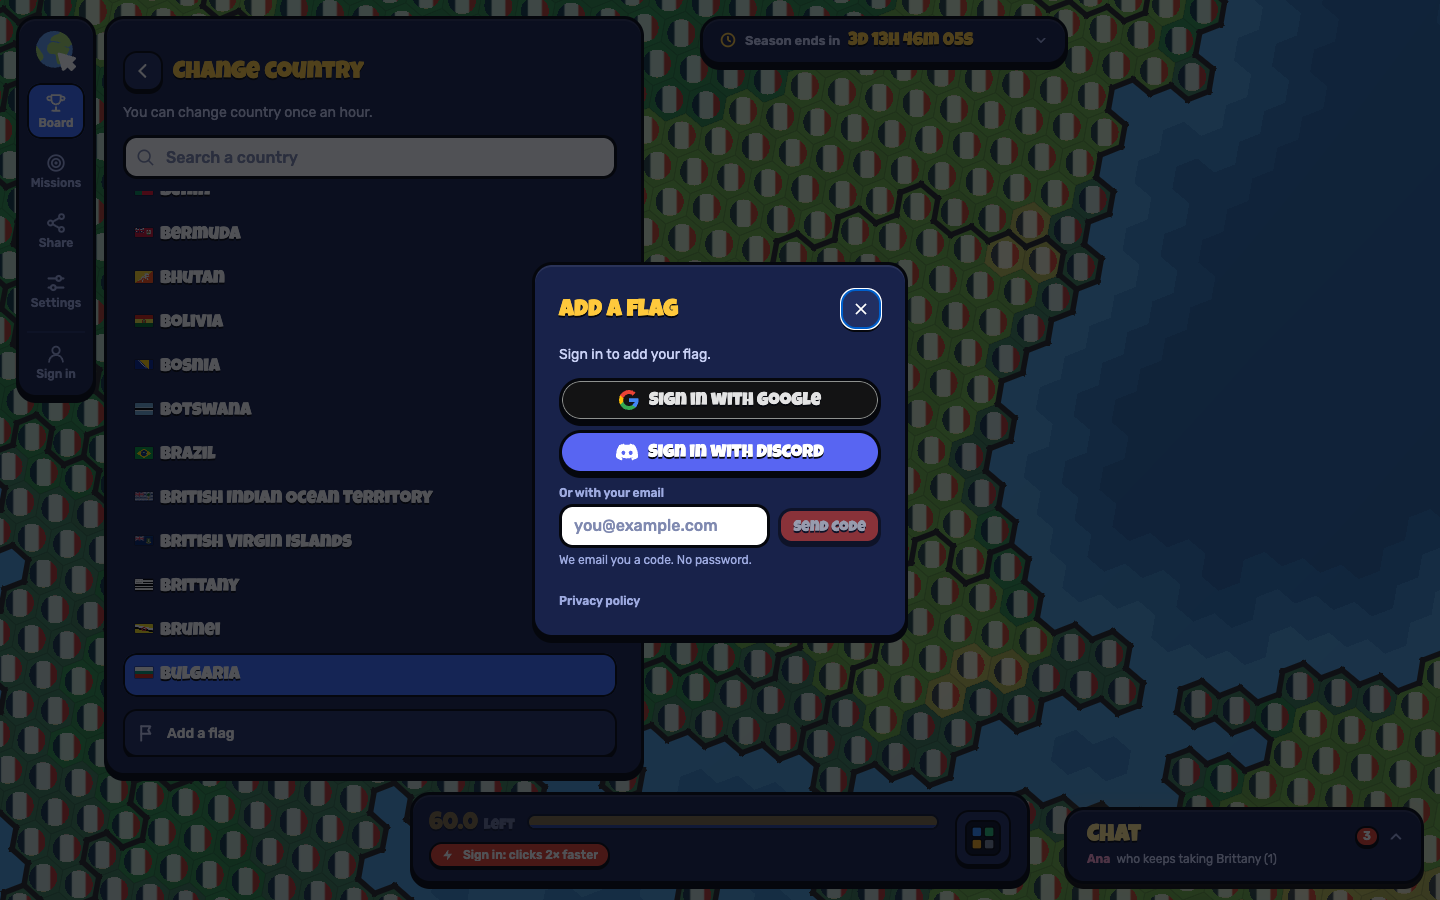 Board
Missions
Share
Settings
Sign in
Change Country
You can change country once an hour.
Search a country
Bermuda
Bhutan
Bolivia
Bosnia
Botswana
Brazil
British Indian Ocean Territory
British Virgin Islands
Brittany
Brunei
Bulgaria
Add a flag
Season ends in 3D 13H 46m 05S
Add a flag
Sign in to add your flag.
Sign in with Google
Sign in with Discord
Or with your email
you@example.com
Send code
We email you a code. No password.
Privacy policy
60.0 Left
Sign in: clicks 2x faster
Chat
3
Ana who keeps taking Brittany (1)